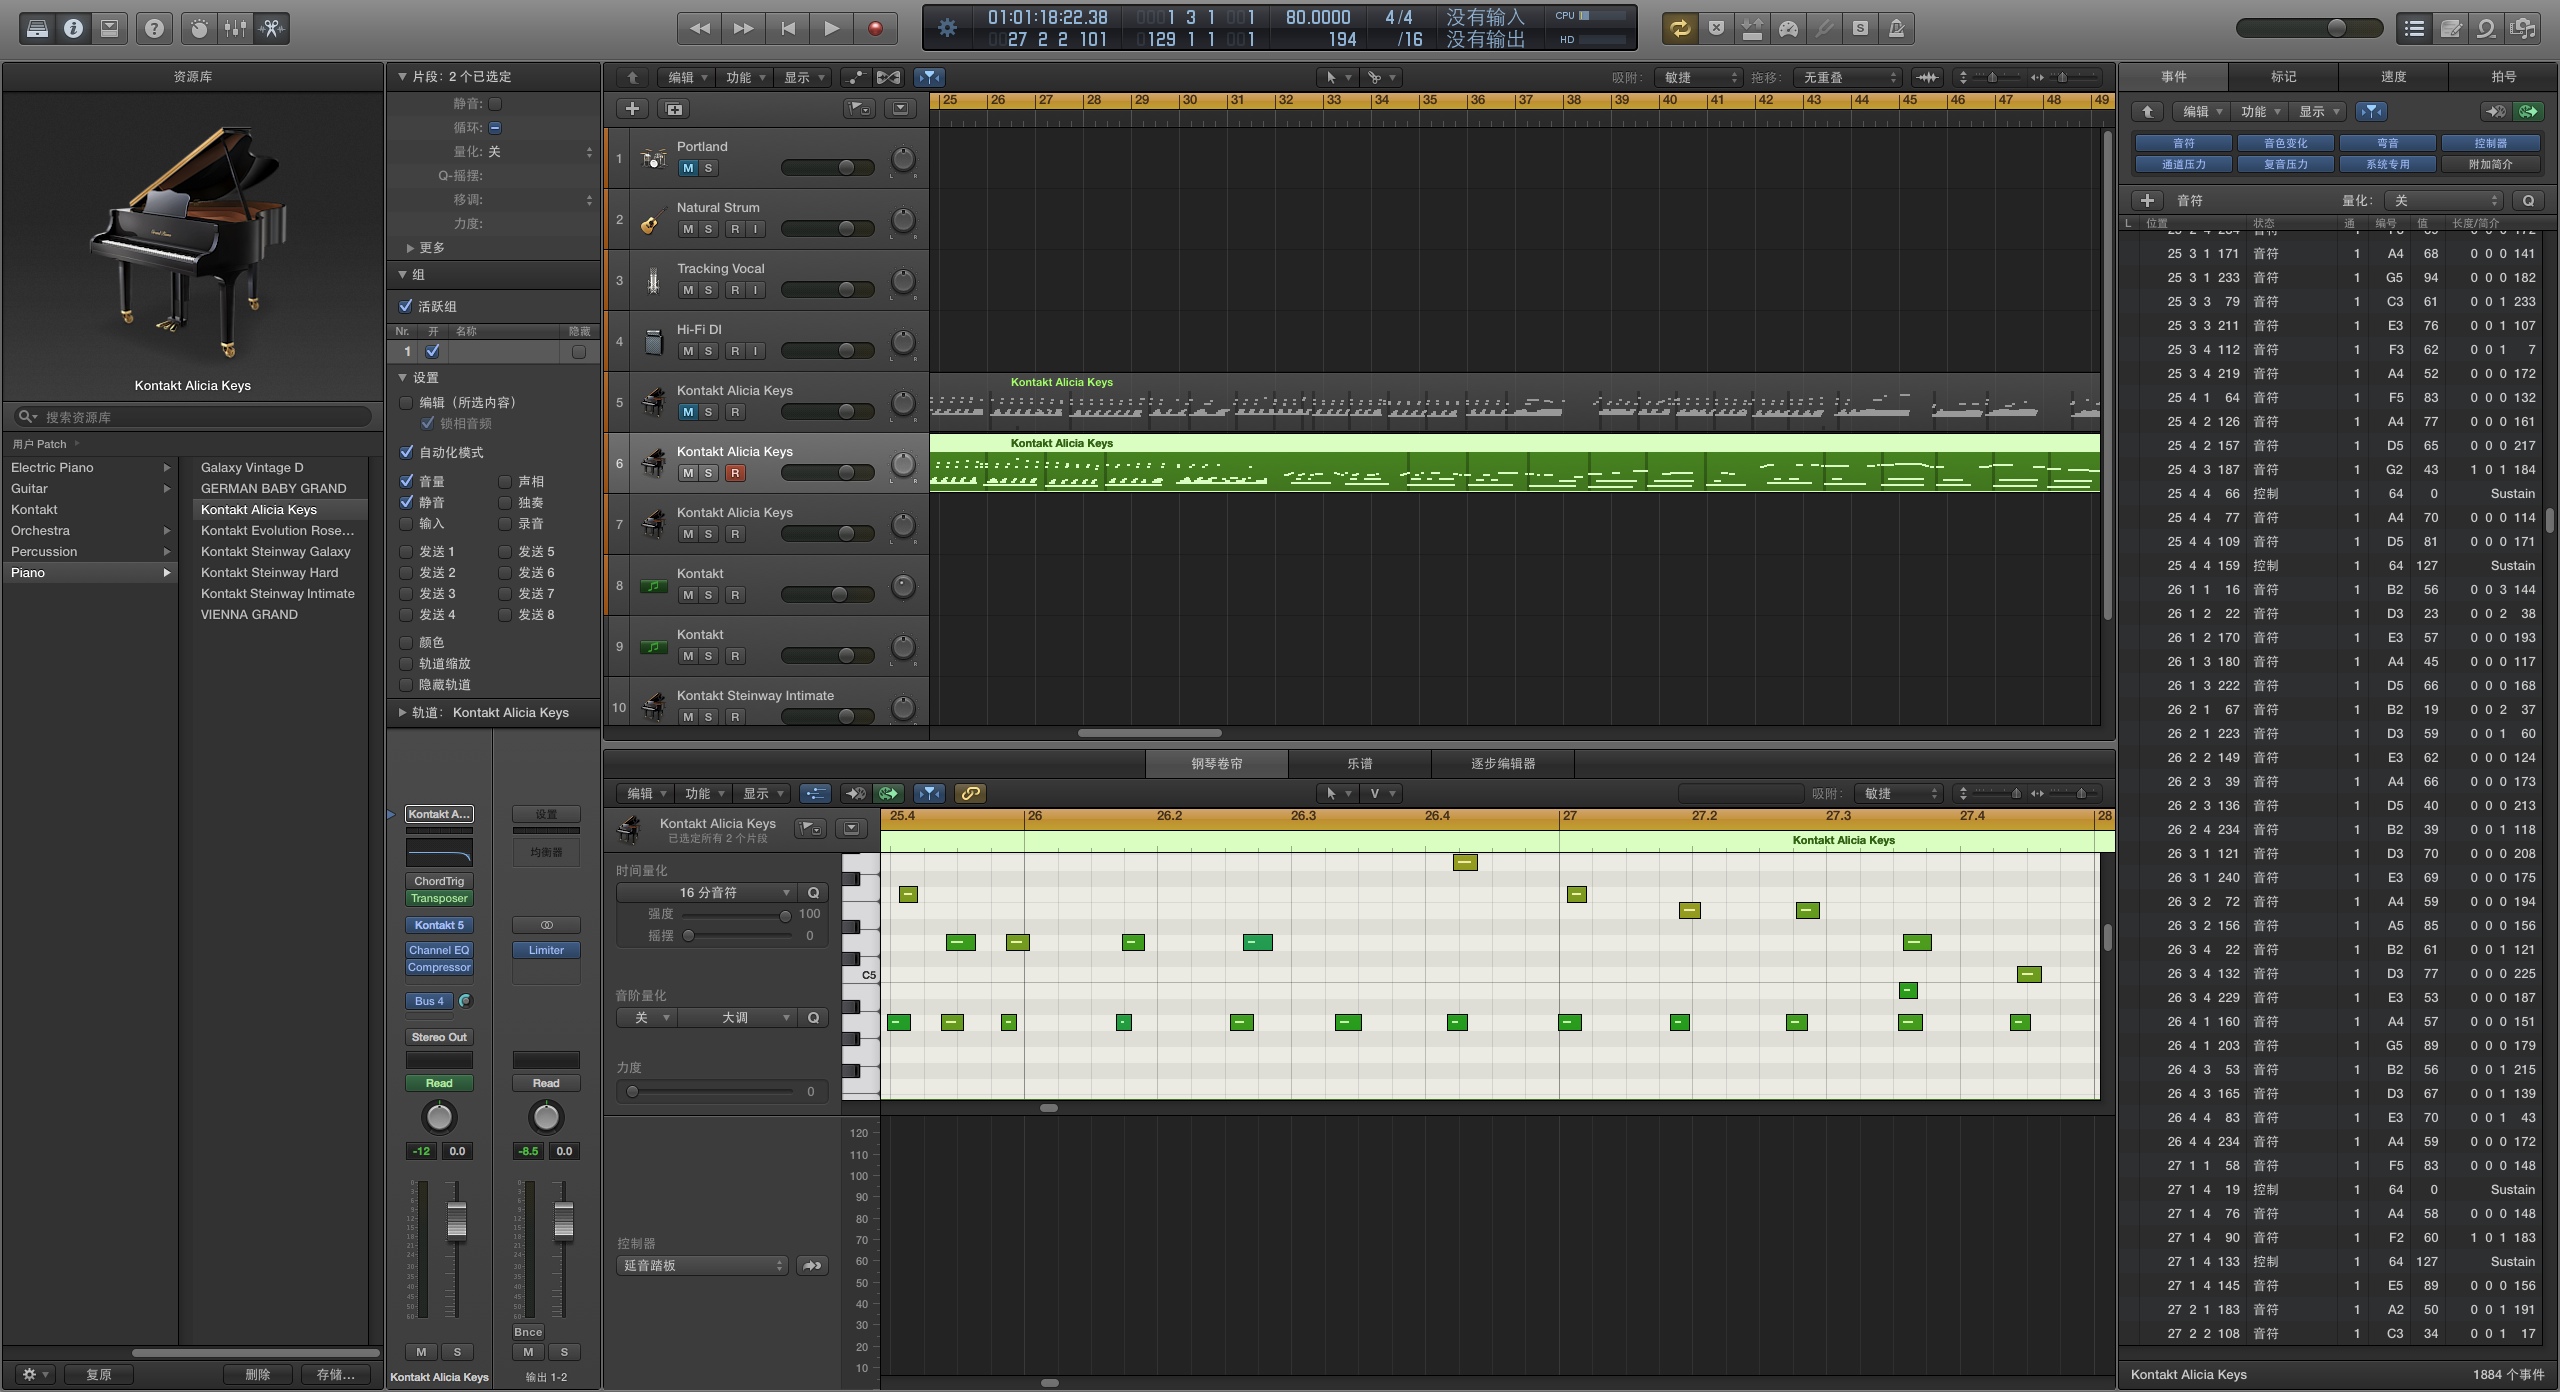 01:01:18:22.38
27 2 2 101
0001 3 1 001
129 1 1 001
80.0000
194
4/4
/16
没有输入
没有输出
CPU
HD
资源库
Kontakt Alicia Keys
搜索资源库
用户 Patch
Electric Piano
Guitar
Kontakt
Orchestra
Percussion
Piano
Galaxy Vintage D
GERMAN BABY GRAND
Kontakt Alicia Keys
Kontakt Evolution Rose...
Kontakt Steinway Galaxy
Kontakt Steinway Hard
Kontakt Steinway Intimate
VIENNA GRAND
复原
删除
存储...
片段: 2 个已选定
静音:
循环:
量化: 关
Q-摇摆:
移调:
力度:
更多
组
活跃组
Nr. 开 名称 隐藏
1
设置
编辑（所选内容）
锁相音频
自动化模式
音量 声相
静音 独奏
输入 录音
发送 1 发送 5
发送 2 发送 6
发送 3 发送 7
发送 4 发送 8
颜色
轨道缩放
隐藏轨道
轨道: Kontakt Alicia Keys
Kontakt A... 设置
均衡器
ChordTrig
Transposer
Kontakt 5
Channel EQ Limiter
Compressor
Bus 4
Stereo Out
Read Read
-12 0.0 -8.5 0.0
Bnce
M S M S
Kontakt Alicia Keys 输出 1-2
编辑 功能 显示
吸附: 敏捷 拖移: 无重叠
25 26 27 28 29 30 31 32 33 34 35 36 37 38 39 40 41 42 43 44 45 46 47 48 49
1 Portland
M S
2 Natural Strum
M S R I
3 Tracking Vocal
M S R I
4 Hi-Fi DI
M S R I
5 Kontakt Alicia Keys
M S R
Kontakt Alicia Keys
6 Kontakt Alicia Keys
M S R
Kontakt Alicia Keys
7 Kontakt Alicia Keys
M S R
8 Kontakt
M S R
9 Kontakt
M S R
10 Kontakt Steinway Intimate
M S R
钢琴卷帘 乐谱 逐步编辑器
编辑 功能 显示
吸附: 敏捷
Kontakt Alicia Keys
已选定所有 2 个片段
25.4 26 26.2 26.3 26.4 27 27.2 27.3 27.4 28
Kontakt Alicia Keys
时间量化
16 分音符 Q
强度 100
摇摆 0
C5
音阶量化
关 大调 Q
力度
0
控制器
延音踏板
120
110
100
90
80
70
60
50
40
30
20
10
事件 标记 速度 拍号
编辑 功能 显示
音符 音色变化 弯音 控制器
通道压力 复音压力 系统专用 附加简介
音符 量化: 关 Q
L 位置 状态 通 编号 值 长度/简介
25 3 1 171 音符 1 A4 68 0 0 0 141
25 3 1 233 音符 1 G5 94 0 0 0 182
25 3 3 79 音符 1 C3 61 0 0 1 233
25 3 3 211 音符 1 E3 76 0 0 1 107
25 3 4 112 音符 1 F3 62 0 0 1 7
25 3 4 219 音符 1 A4 52 0 0 0 172
25 4 1 64 音符 1 F5 83 0 0 0 132
25 4 2 126 音符 1 A4 77 0 0 0 161
25 4 2 157 音符 1 D5 65 0 0 0 217
25 4 3 187 音符 1 G2 43 1 0 1 184
25 4 4 66 控制 1 64 0 Sustain
25 4 4 77 音符 1 A4 70 0 0 0 114
25 4 4 109 音符 1 D5 81 0 0 0 171
25 4 4 159 控制 1 64 127 Sustain
26 1 1 16 音符 1 B2 56 0 0 3 144
26 1 2 22 音符 1 D3 23 0 0 2 38
26 1 2 170 音符 1 E3 57 0 0 0 193
26 1 3 180 音符 1 A4 45 0 0 0 117
26 1 3 222 音符 1 D5 66 0 0 0 168
26 2 1 67 音符 1 B2 19 0 0 2 37
26 2 1 223 音符 1 D3 59 0 0 1 60
26 2 2 149 音符 1 E3 62 0 0 0 124
26 2 3 39 音符 1 A4 66 0 0 0 173
26 2 3 136 音符 1 D5 40 0 0 0 213
26 2 4 234 音符 1 B2 39 0 0 1 118
26 3 1 121 音符 1 D3 70 0 0 0 208
26 3 1 240 音符 1 E3 69 0 0 0 175
26 3 2 72 音符 1 A4 59 0 0 0 194
26 3 2 156 音符 1 A5 85 0 0 0 156
26 3 4 22 音符 1 B2 61 0 0 1 121
26 3 4 132 音符 1 D3 77 0 0 0 225
26 3 4 229 音符 1 E3 53 0 0 0 187
26 4 1 160 音符 1 A4 57 0 0 0 151
26 4 1 203 音符 1 G5 89 0 0 0 179
26 4 3 53 音符 1 B2 56 0 0 1 215
26 4 3 165 音符 1 D3 67 0 0 1 139
26 4 4 83 音符 1 E3 70 0 0 1 43
26 4 4 234 音符 1 A4 59 0 0 0 172
27 1 1 58 音符 1 F5 83 0 0 0 148
27 1 4 19 控制 1 64 0 Sustain
27 1 4 76 音符 1 A4 58 0 0 0 148
27 1 4 90 音符 1 F2 60 1 0 1 183
27 1 4 133 控制 1 64 127 Sustain
27 1 4 145 音符 1 E5 89 0 0 0 156
27 2 1 183 音符 1 A2 50 0 0 1 191
27 2 2 108 音符 1 C3 34 0 0 1 17
Kontakt Alicia Keys 1884 个事件